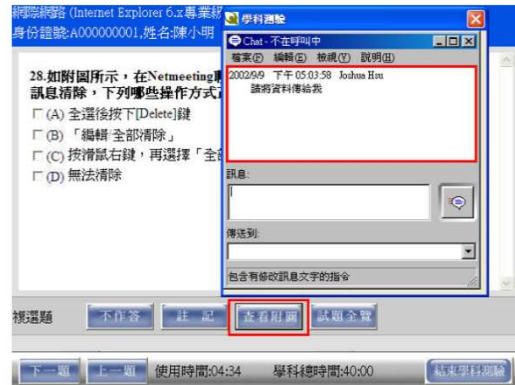 網際網路 (Internet Explorer 6.x專業級
身份證號:A000000001,姓名:陳小明
28.如附圖所示,在Netmeeting
訊息清除,下列哪些操作方式
(A) 全選後按下[Delete]鍵
(B) 「編輯/全部清除」
(C) 按滑鼠右鍵,再選擇「全
(D) 無法清除
學科測驗
Chat - 不在呼叫中
檔案(F) 編輯(E) 檢視(V) 說明(H)
2002/9/9 下午 05:03:58 Joshua Hsu
請將資料傳給我
訊息:
傳送到:
包含有修改訊息文字的指令
複選題 不作答 註 記 查看附圖 試題全覽
下一題 上一題 使用時間:04:34 學科總時間:40:00 結束學科測驗